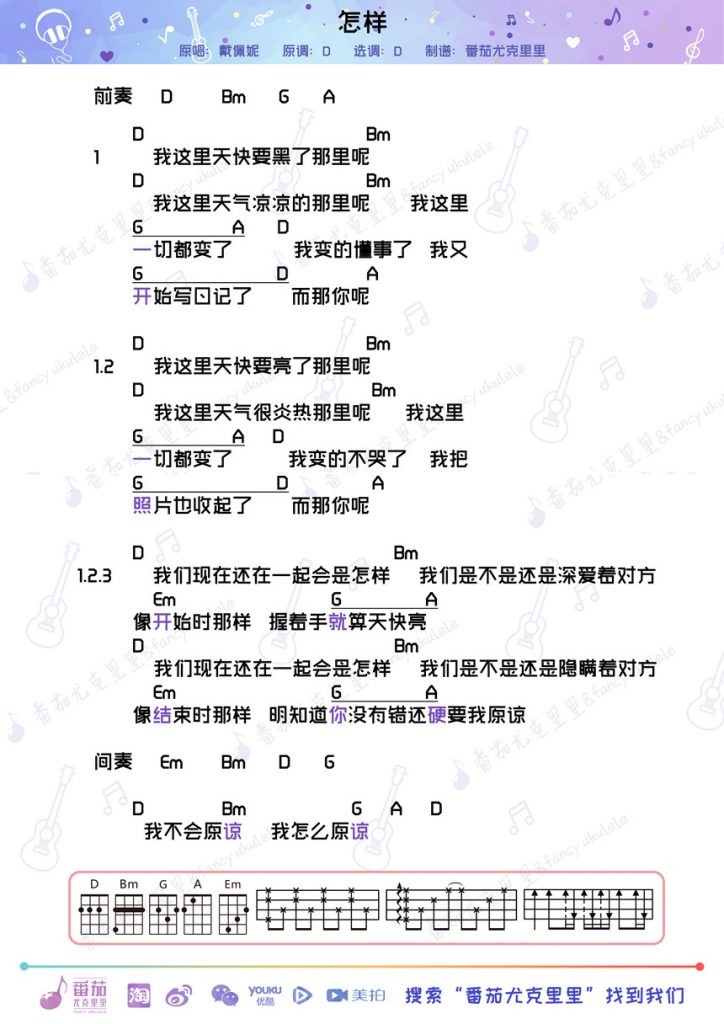 怎样
原唱：戴佩妮 原调：D 选调：D 制谱：番茄尤克里里
前奏 D Bm G A
D Bm
1 我这里天快要黑了那里呢
D Bm
我这里天气凉凉的那里呢 我这里
G A D
一切都变了 我变的懂事了 我又
G D A
开始写日记了 而那你呢
D Bm
1.2 我这里天快要亮了那里呢
D Bm
我这里天气很炎热那里呢 我这里
G A D
一切都变了 我变的不哭了 我把
G D A
照片也收起了 而那你呢
D Bm
1.2.3 我们现在还在一起会是怎样 我们是不是还是深爱着对方
Em G A
像开始时那样 握着手就算天快亮
D Bm
我们现在还在一起会是怎样 我们是不是还是隐瞒着对方
Em G A
像结束时那样 明知道你没有错还硬要我原谅
间奏 Em Bm D G
D Bm G A D
我不会原谅 我怎么原谅
D Bm G A Em
番茄
尤克里里
FANCY UKULELE
淘
YOUKU
优酷
美拍
搜索“番茄尤克里里”找到我们
番茄尤克里里&fancy ukulele